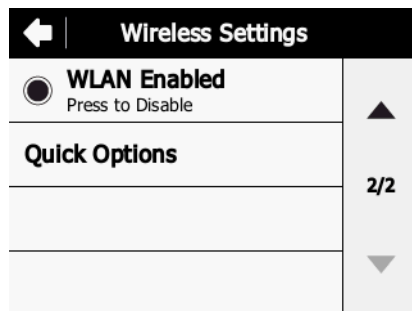 Wireless Settings
WLAN Enabled
Press to Disable
Quick Options
2/2